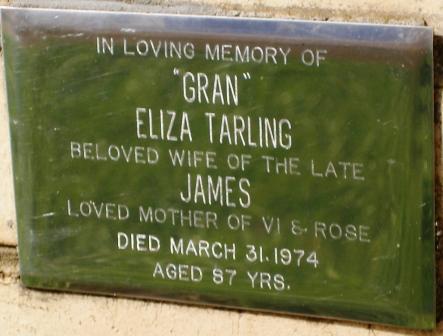 IN LOVING MEMORY OF
"GRAN"
ELIZA TARLING
BELOVED WIFE OF THE LATE
JAMES
LOVED MOTHER OF VI & ROSE
DIED MARCH 31.1974
AGED 87 YRS.